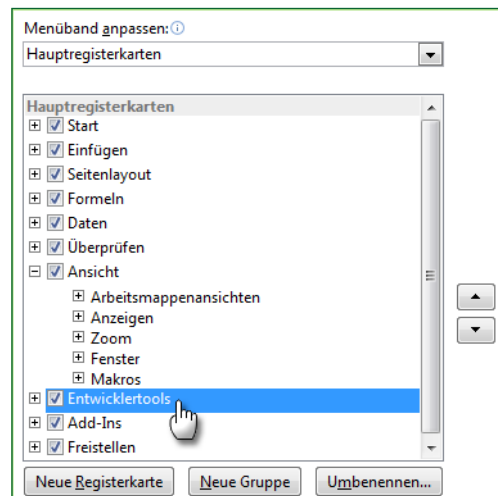 Menüband anpassen:
Hauptregisterkarten
Hauptregisterkarten
Start
Einfügen
Seitenlayout
Formeln
Daten
Überprüfen
Ansicht
Arbeitsmappenansichten
Anzeigen
Zoom
Fenster
Makros
Entwicklertools
Add-Ins
Freistellen
Neue Registerkarte Neue Gruppe Umbenennen...